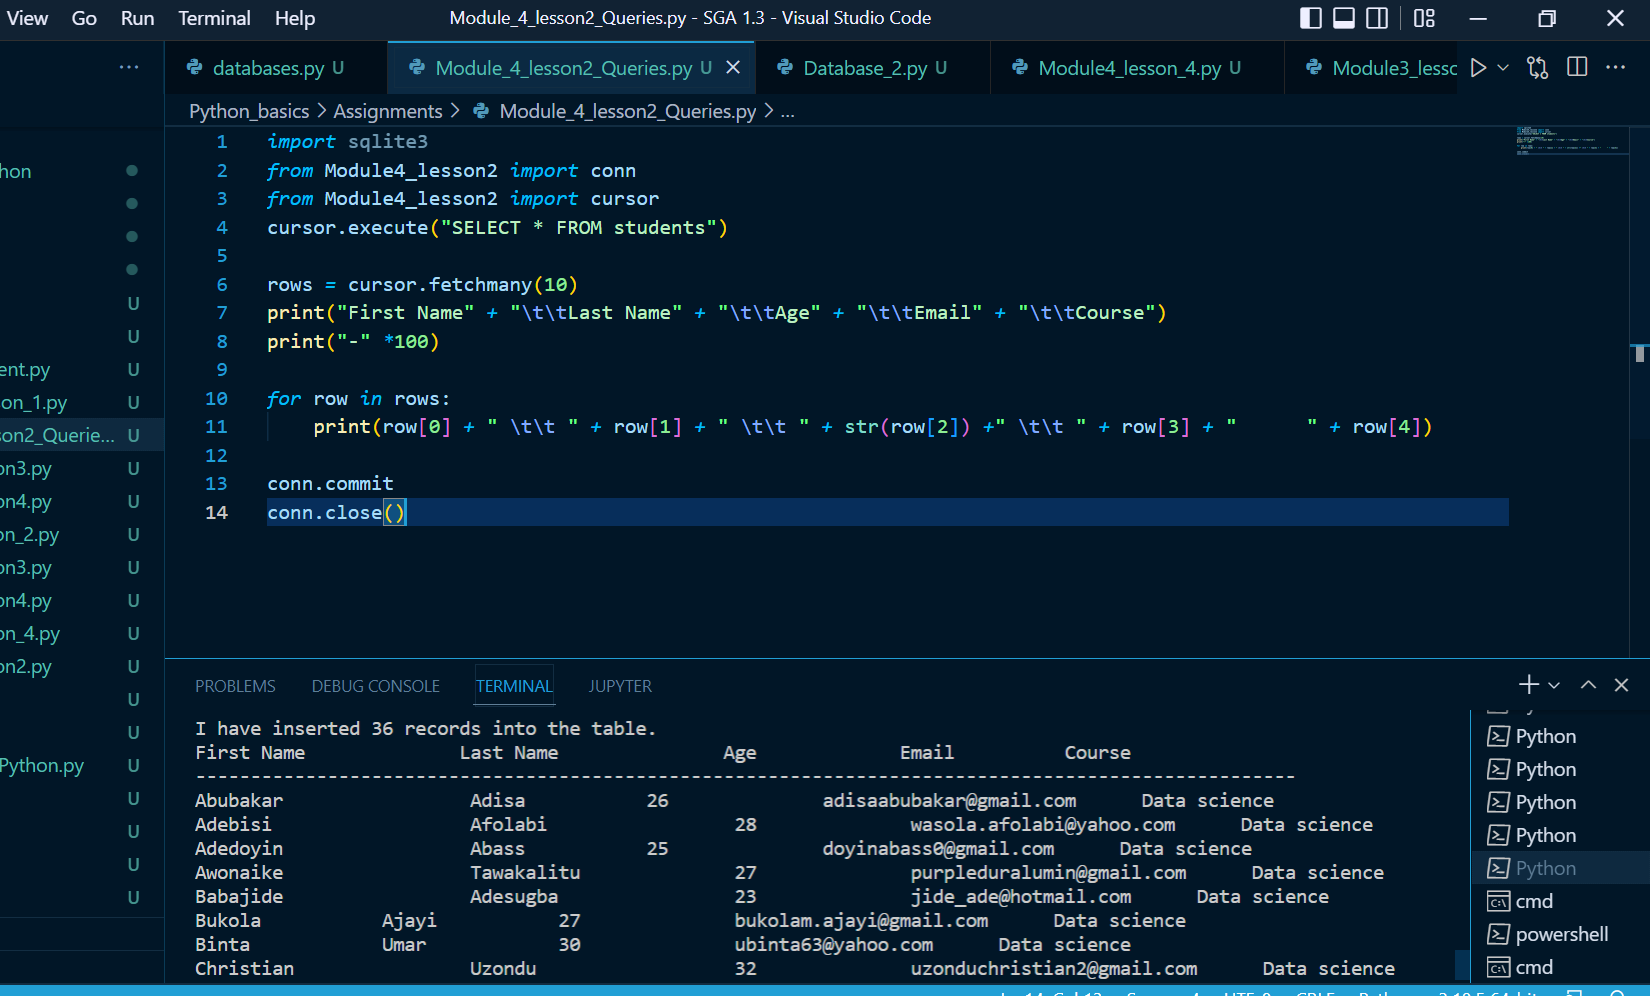 View Go Run Terminal Help Module_4_lesson2_Queries.py - SGA 1.3 - Visual Studio Code
databases.py U Module_4_lesson2_Queries.py U Database_2.py U Module4_lesson_4.py U Module3_lessc
Python_basics > Assignments > Module_4_lesson2_Queries.py > ...
1 import sqlite3
2 from Module4_lesson2 import conn
3 from Module4_lesson2 import cursor
4 cursor.execute("SELECT * FROM students")
5
6 rows = cursor.fetchmany(10)
7 print("First Name" + "\t\tLast Name" + "\t\tAge" + "\t\tEmail" + "\t\tCourse")
8 print("-" *100)
9
10 for row in rows:
11 print(row[0] + " \t\t " + row[1] + " \t\t " + str(row[2]) +" \t\t " + row[3] + "      " + row[4])
12
13 conn.commit
14 conn.close()
hon
U
U
ent.py U
on_1.py U
son2_Querie... U
on3.py U
on4.py U
on_2.py U
on3.py U
on4.py U
on_4.py U
on2.py U
U
U
Python.py U
U
U
U
U
PROBLEMS DEBUG CONSOLE TERMINAL JUPYTER
I have inserted 36 records into the table.
First Name Last Name Age Email Course
----------------------------------------------------------------------------------------------------
Abubakar Adisa 26 adisaabubakar@gmail.com Data science
Adebisi Afolabi 28 wasola.afolabi@yahoo.com Data science
Adedoyin Abass 25 doyinabass0@gmail.com Data science
Awonaike Tawakalitu 27 purpleduralumin@gmail.com Data science
Babajide Adesugba 23 jide_ade@hotmail.com Data science
Bukola Ajayi 27 bukolam.ajayi@gmail.com Data science
Binta Umar 30 ubinta63@yahoo.com Data science
Christian Uzondu 32 uzonduchristian2@gmail.com Data science
Python
Python
Python
Python
Python
cmd
powershell
cmd